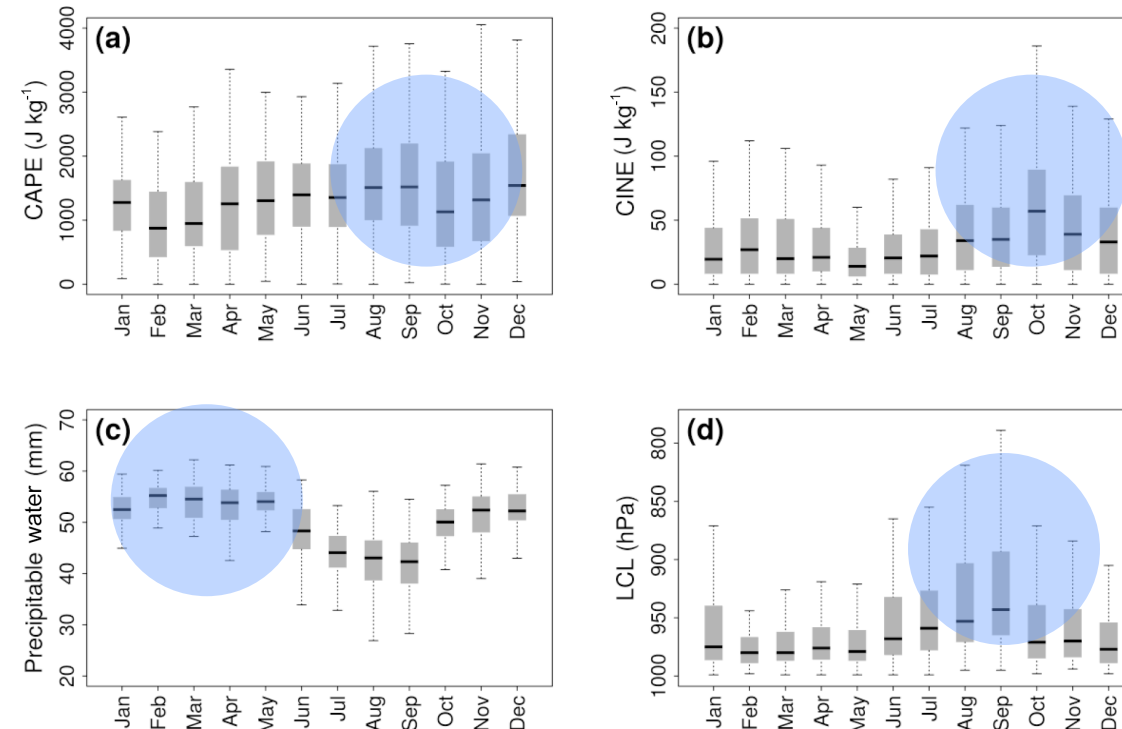 (a)
CAPE (J kg⁻¹)
4000
3000
2000
1000
0
Jan Feb Mar Apr May Jun Jul Aug Sep Oct Nov Dec
(b)
CINE (J kg⁻¹)
200
150
100
50
0
Jan Feb Mar Apr May Jun Jul Aug Sep Oct Nov Dec
(c)
Precipitable water (mm)
70
60
50
40
30
20
Jan Feb Mar Apr May Jun Jul Aug Sep Oct Nov Dec
(d)
LCL (hPa)
800
850
900
950
1000
Jan Feb Mar Apr May Jun Jul Aug Sep Oct Nov Dec